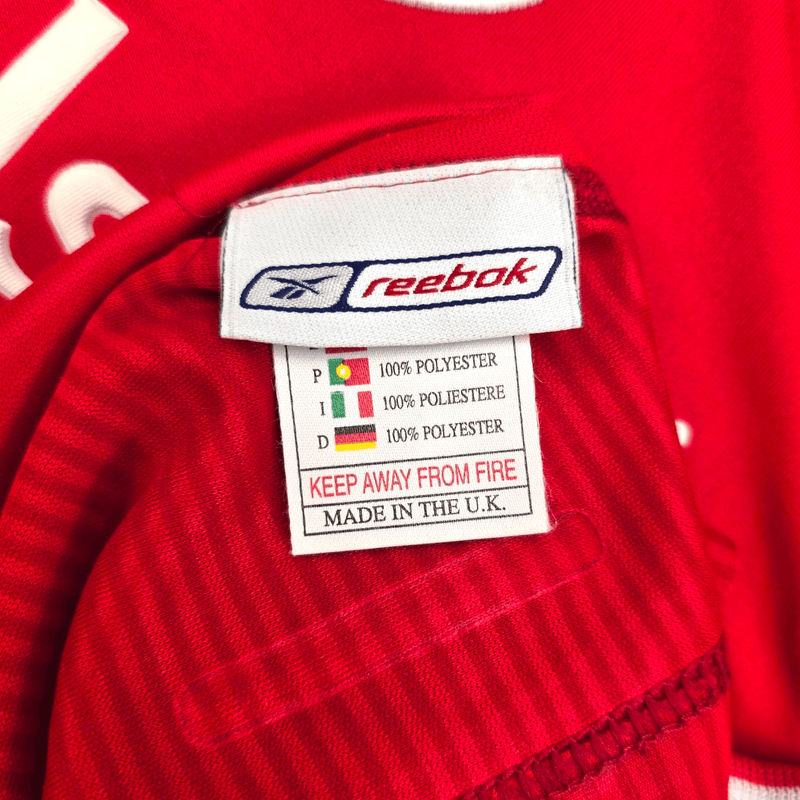 reebok
P 100% POLYESTER
I 100% POLIESTERE
D 100% POLYESTER
KEEP AWAY FROM FIRE
MADE IN THE U.K.